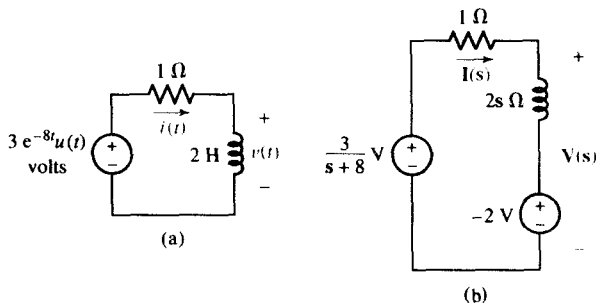 1 Ω
i(t)
3 e^{-8t}u(t)
volts
+
−
2 H
+
v(t)
−
(a)
1 Ω
I(s)
+
2s Ω
3/(s + 8) V
+
−
V(s)
−2 V
+
−
−
(b)